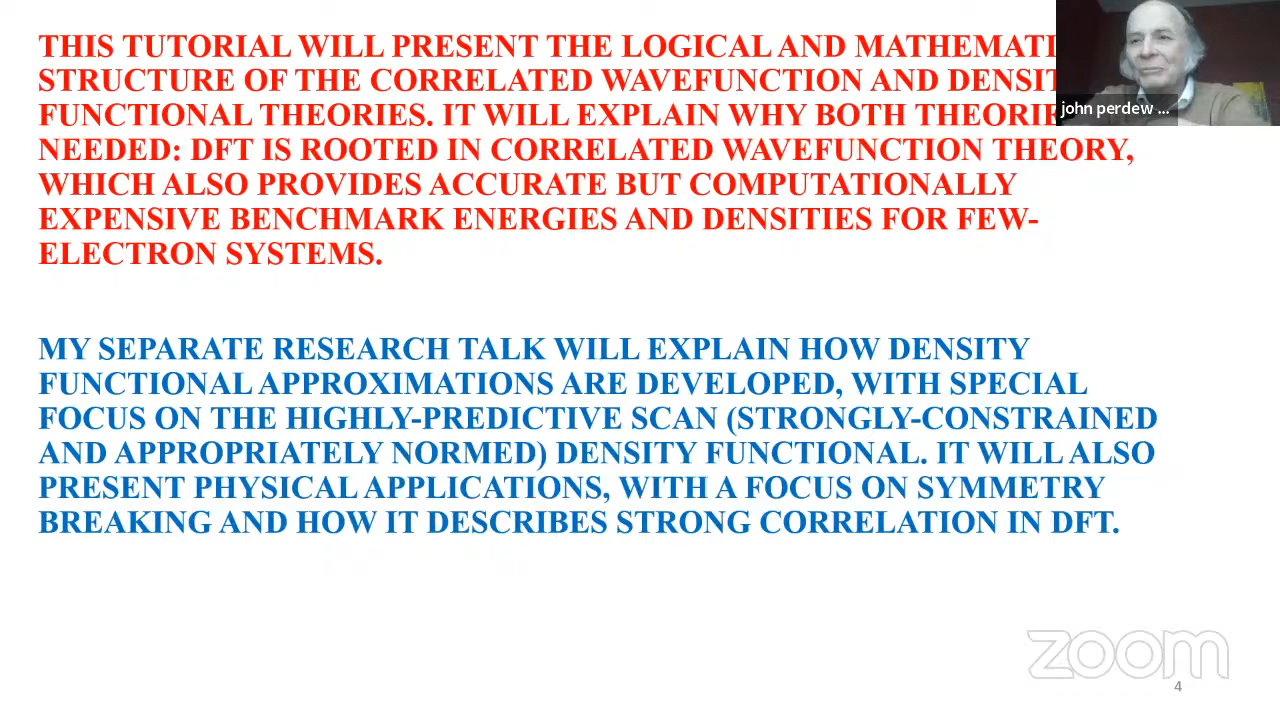 THIS TUTORIAL WILL PRESENT THE LOGICAL AND MATHEMATI
STRUCTURE OF THE CORRELATED WAVEFUNCTION AND DENSIT
FUNCTIONAL THEORIES. IT WILL EXPLAIN WHY BOTH THEORIE
NEEDED: DFT IS ROOTED IN CORRELATED WAVEFUNCTION THEORY,
WHICH ALSO PROVIDES ACCURATE BUT COMPUTATIONALLY
EXPENSIVE BENCHMARK ENERGIES AND DENSITIES FOR FEW-
ELECTRON SYSTEMS.
john perdew ...
MY SEPARATE RESEARCH TALK WILL EXPLAIN HOW DENSITY
FUNCTIONAL APPROXIMATIONS ARE DEVELOPED, WITH SPECIAL
FOCUS ON THE HIGHLY-PREDICTIVE SCAN (STRONGLY-CONSTRAINED
AND APPROPRIATELY NORMED) DENSITY FUNCTIONAL. IT WILL ALSO
PRESENT PHYSICAL APPLICATIONS, WITH A FOCUS ON SYMMETRY
BREAKING AND HOW IT DESCRIBES STRONG CORRELATION IN DFT.
zoom
4